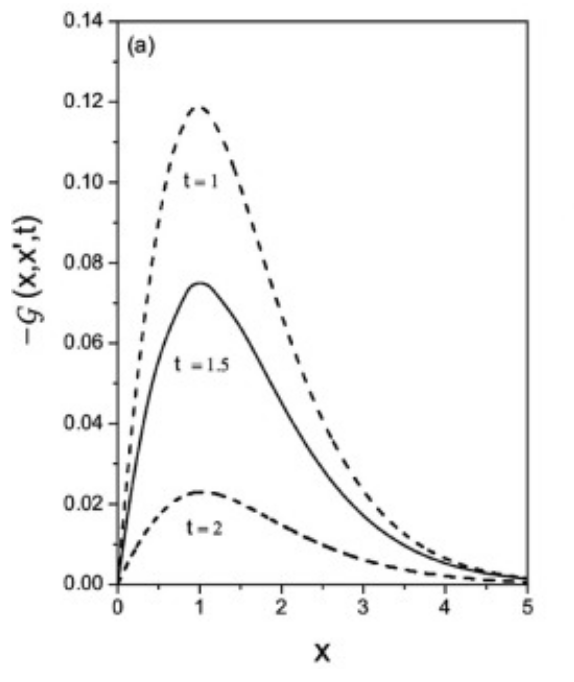 (a)
0.14
0.12
0.10
0.08
0.06
0.04
0.02
0.00
−𝒢 (x,x',t)
t = 1
t = 1.5
t = 2
0 1 2 3 4 5
x